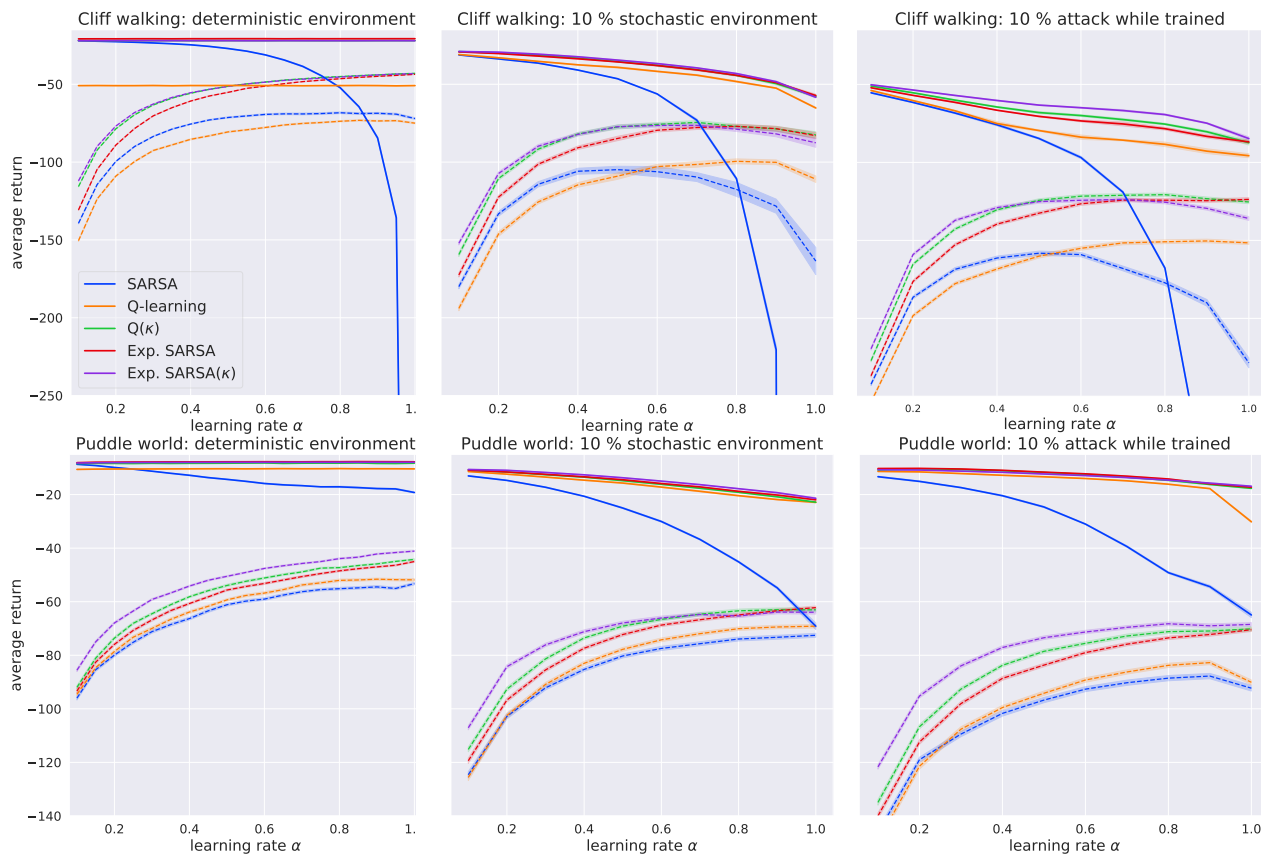 Cliff walking: deterministic environment
Cliff walking: 10 % stochastic environment
Cliff walking: 10 % attack while trained
average return
−50
−100
−150
−200
−250
SARSA
Q-learning
Q(κ)
Exp. SARSA
Exp. SARSA(κ)
0.2 0.4 0.6 0.8 1.
0.2 0.4 0.6 0.8 1.0
0.2 0.4 0.6 0.8 1.0
learning rate α
learning rate α
learning rate α
Puddle world: deterministic environment
Puddle world: 10 % stochastic environment
Puddle world: 10 % attack while trained
average return
−20
−40
−60
−80
−100
−120
−140
0.2 0.4 0.6 0.8 1.
0.2 0.4 0.6 0.8 1.0
0.2 0.4 0.6 0.8 1.0
learning rate α
learning rate α
learning rate α